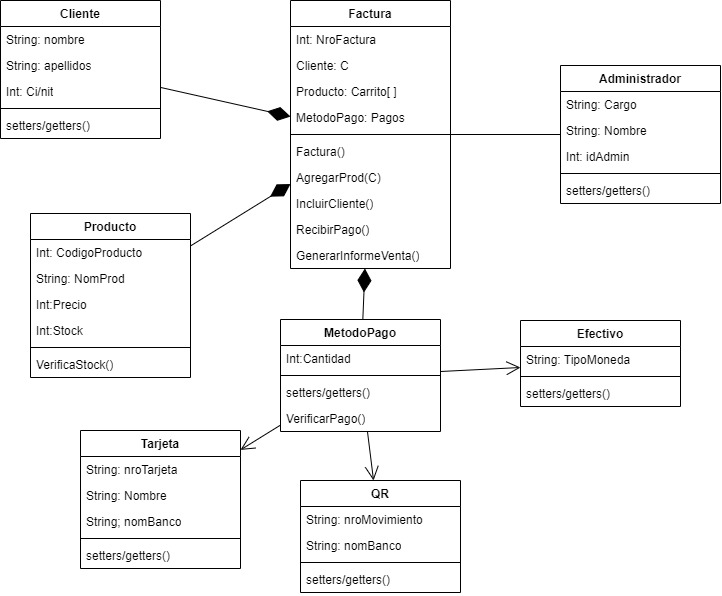 Cliente
String: nombre
String: apellidos
Int: Ci/nit
setters/getters()
Factura
Int: NroFactura
Cliente: C
Producto: Carrito[ ]
MetodoPago: Pagos
Factura()
AgregarProd(C)
IncluirCliente()
RecibirPago()
GenerarInformeVenta()
Administrador
String: Cargo
String: Nombre
Int: idAdmin
setters/getters()
Producto
Int: CodigoProducto
String: NomProd
Int:Precio
Int:Stock
VerificaStock()
MetodoPago
Int:Cantidad
setters/getters()
VerificarPago()
Efectivo
String: TipoMoneda
setters/getters()
Tarjeta
String: nroTarjeta
String: Nombre
String; nomBanco
setters/getters()
QR
String: nroMovimiento
String: nomBanco
setters/getters()